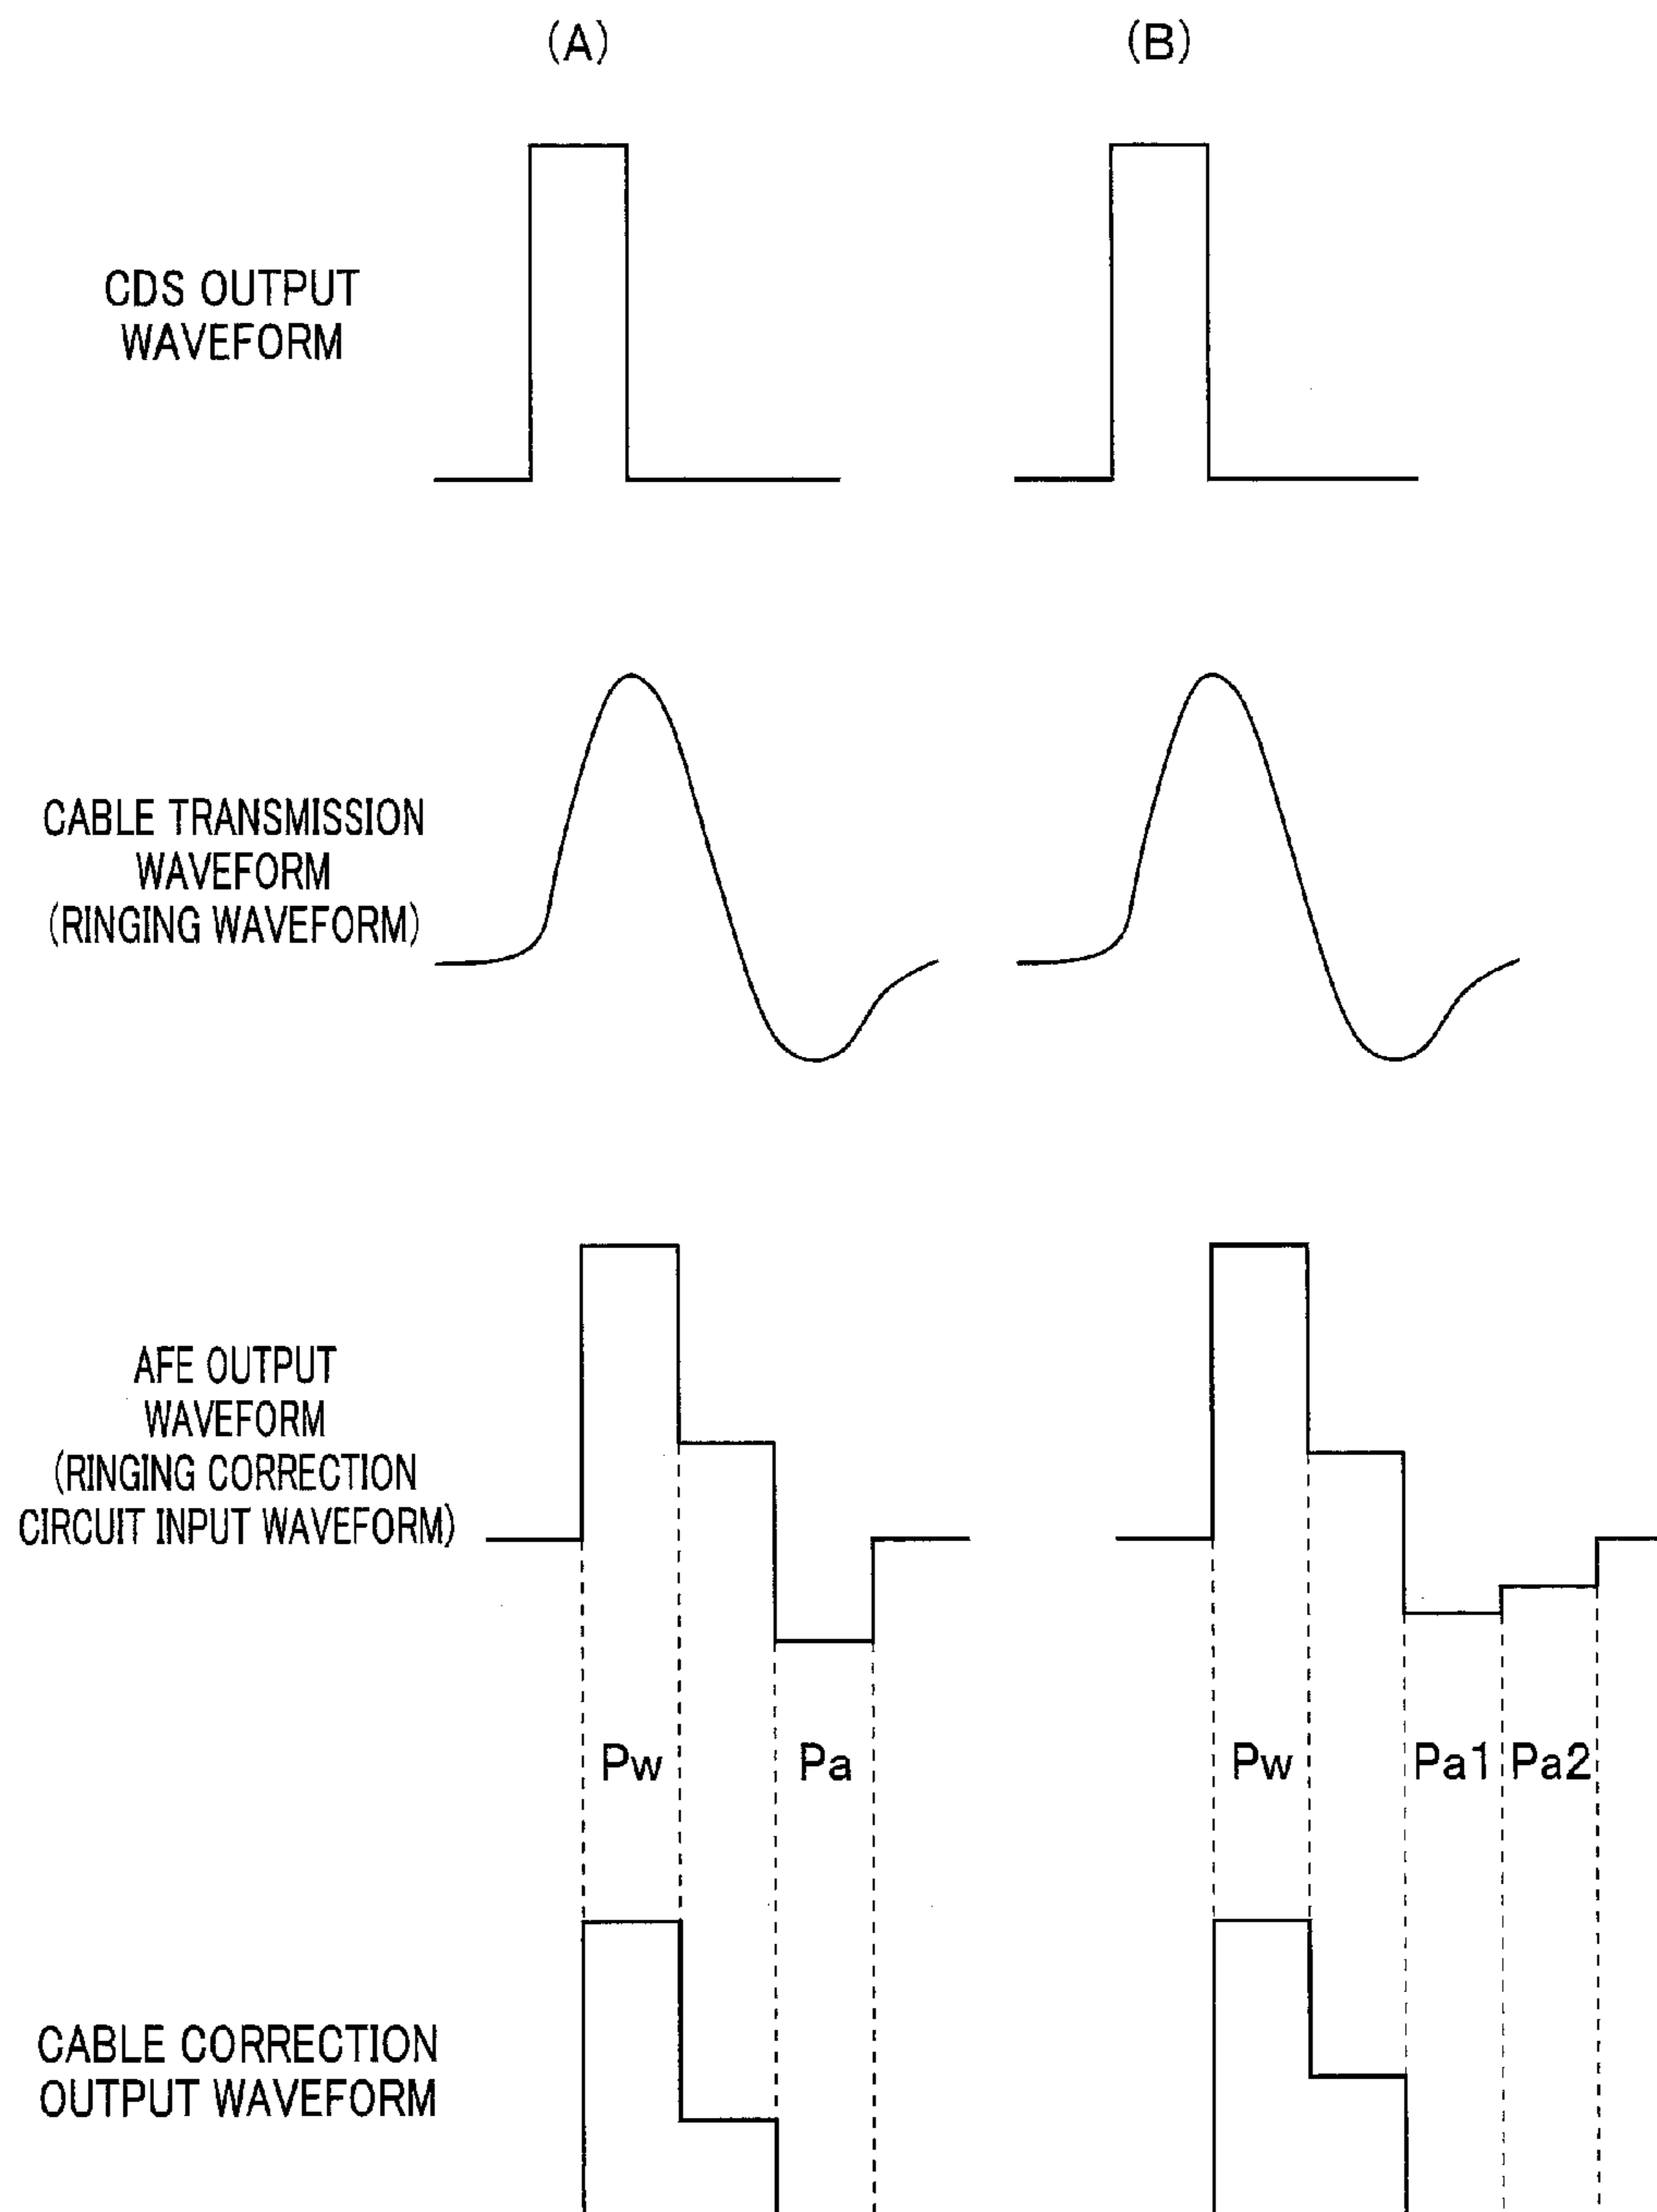 (A)
(B)
CDS OUTPUT
WAVEFORM
CABLE TRANSMISSION
WAVEFORM
(RINGING WAVEFORM)
AFE OUTPUT
WAVEFORM
(RINGING CORRECTION
CIRCUIT INPUT WAVEFORM)
Pw
Pa
Pw
Pa1
Pa2
CABLE CORRECTION
OUTPUT WAVEFORM